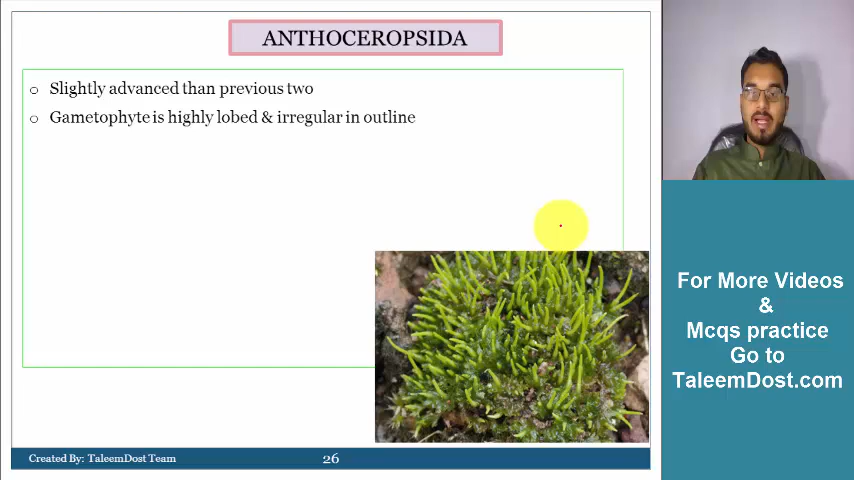 ANTHOCEROPSIDA
Slightly advanced than previous two
Gametophyte is highly lobed & irregular in outline
For More Videos
&
Mcqs practice
Go to
TaleemDost.com
Created By: TaleemDost Team
26